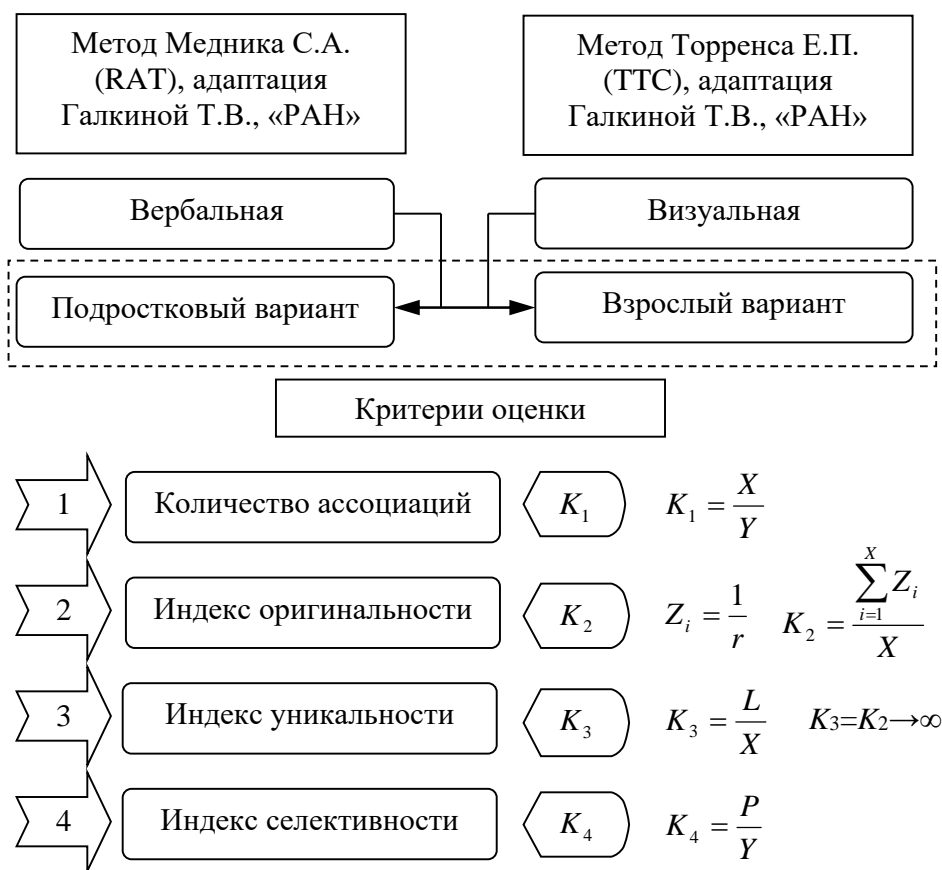 Метод Медника С.А.
(RAT), адаптация
Галкиной Т.В., «РАН»
Метод Торренса Е.П.
(TTC), адаптация
Галкиной Т.В., «РАН»
Вербальная
Визуальная
Подростковый вариант
Взрослый вариант
Критерии оценки
1 Количество ассоциаций K₁ K₁ = X/Y
2 Индекс оригинальности K₂ Zᵢ = 1/r K₂ = ∑ᵢ₌₁ˣ Zᵢ / X
3 Индекс уникальности K₃ K₃ = L/X K₃=K₂→∞
4 Индекс селективности K₄ K₄ = P/Y